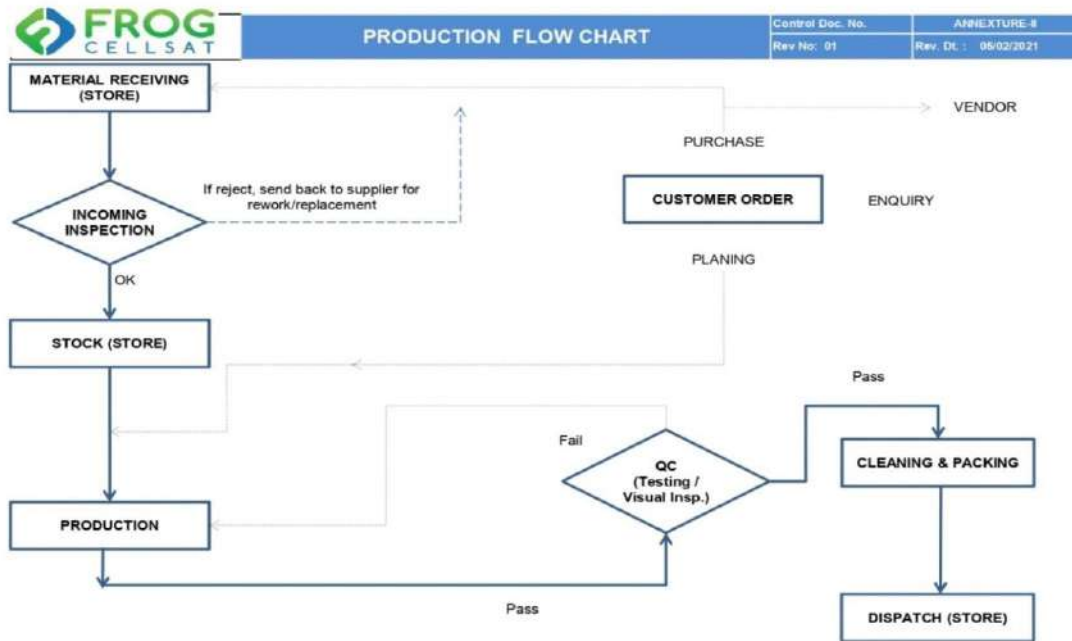 FROG
CELLSAT
PRODUCTION FLOW CHART
Control Doc. No.
ANNEXTURE-8
Rev No: 01
Rev. Dt. : 05/02/2021
MATERIAL RECEIVING
(STORE)
VENDOR
PURCHASE
If reject, send back to supplier for
rework/replacement
CUSTOMER ORDER
ENQUIRY
INCOMING
INSPECTION
PLANING
OK
STOCK (STORE)
Pass
Fail
QC
(Testing /
Visual Insp.)
CLEANING & PACKING
PRODUCTION
Pass
DISPATCH (STORE)